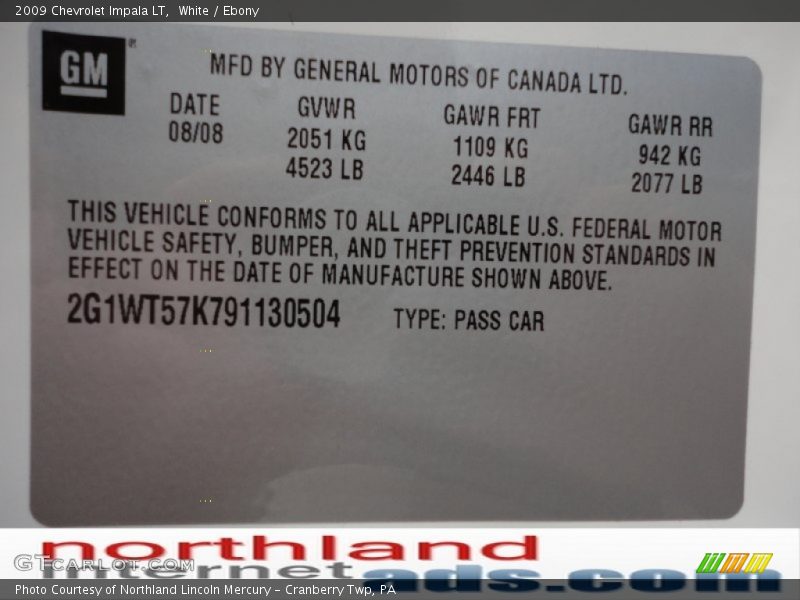 2009 Chevrolet Impala LT,  White / Ebony
GM
MFD BY GENERAL MOTORS OF CANADA LTD.
DATE GVWR GAWR FRT GAWR RR
08/08 2051 KG 1109 KG 942 KG
4523 LB 2446 LB 2077 LB
THIS VEHICLE CONFORMS TO ALL APPLICABLE U.S. FEDERAL MOTOR
VEHICLE SAFETY, BUMPER, AND THEFT PREVENTION STANDARDS IN
EFFECT ON THE DATE OF MANUFACTURE SHOWN ABOVE.
2G1WT57K791130504 TYPE: PASS CAR
northland
GTCARLOT.COM
internetads.com
Photo Courtesy of Northland Lincoln Mercury – Cranberry Twp, PA